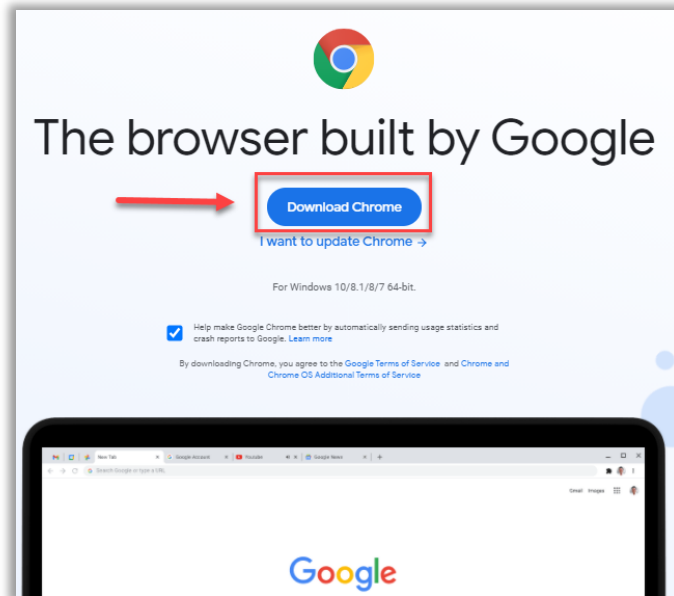 The browser built by Google
Download Chrome
I want to update Chrome →
For Windows 10/8.1/8/7 64-bit.
Help make Google Chrome better by automatically sending usage statistics and
crash reports to Google. Learn more
By downloading Chrome, you agree to the Google Terms of Service and Chrome and
Chrome OS Additional Terms of Service
New Tab Google Account Youtube Google News
Search Google or type a URL
Gmail Images
Google